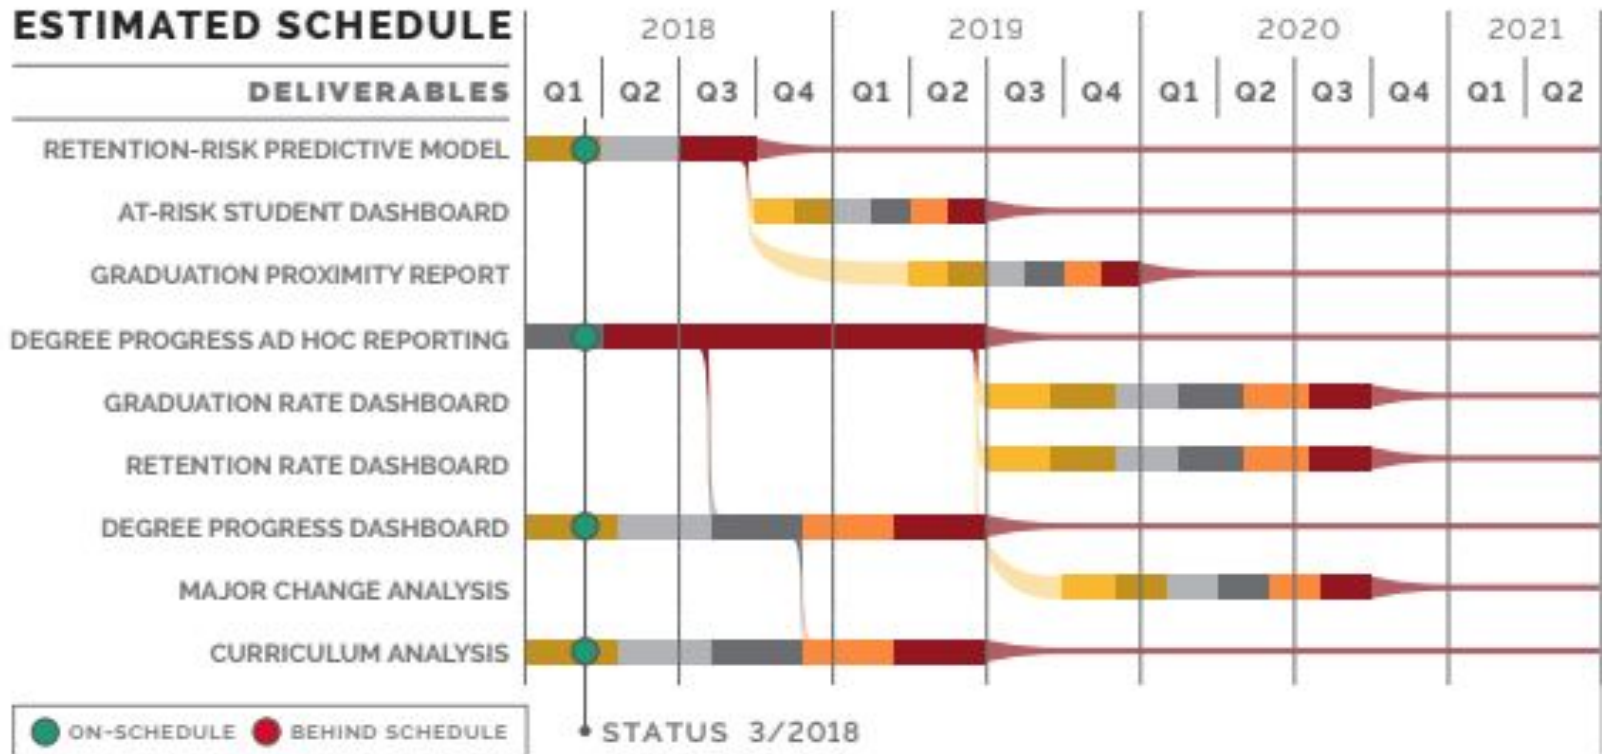 ESTIMATED SCHEDULE 2018 2019 2020 2021
DELIVERABLES Q1 Q2 Q3 Q4 Q1 Q2 Q3 Q4 Q1 Q2 Q3 Q4 Q1 Q2
RETENTION-RISK PREDICTIVE MODEL
AT-RISK STUDENT DASHBOARD
GRADUATION PROXIMITY REPORT
DEGREE PROGRESS AD HOC REPORTING
GRADUATION RATE DASHBOARD
RETENTION RATE DASHBOARD
DEGREE PROGRESS DASHBOARD
MAJOR CHANGE ANALYSIS
CURRICULUM ANALYSIS
ON-SCHEDULE BEHIND SCHEDULE STATUS 3/2018